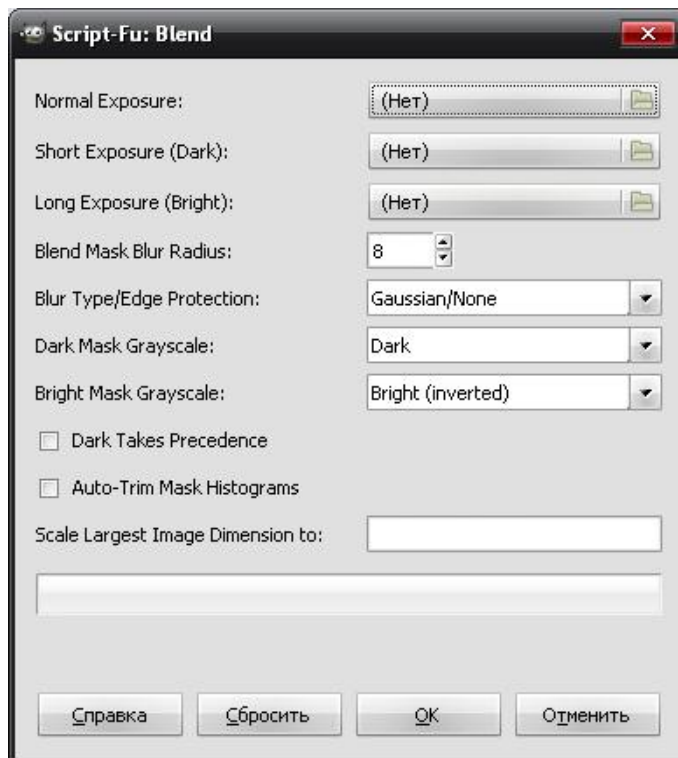 Script-Fu: Blend
Normal Exposure: (Нет)
Short Exposure (Dark): (Нет)
Long Exposure (Bright): (Нет)
Blend Mask Blur Radius: 8
Blur Type/Edge Protection: Gaussian/None
Dark Mask Grayscale: Dark
Bright Mask Grayscale: Bright (inverted)
Dark Takes Precedence
Auto-Trim Mask Histograms
Scale Largest Image Dimension to:
Справка Сбросить OK Отменить